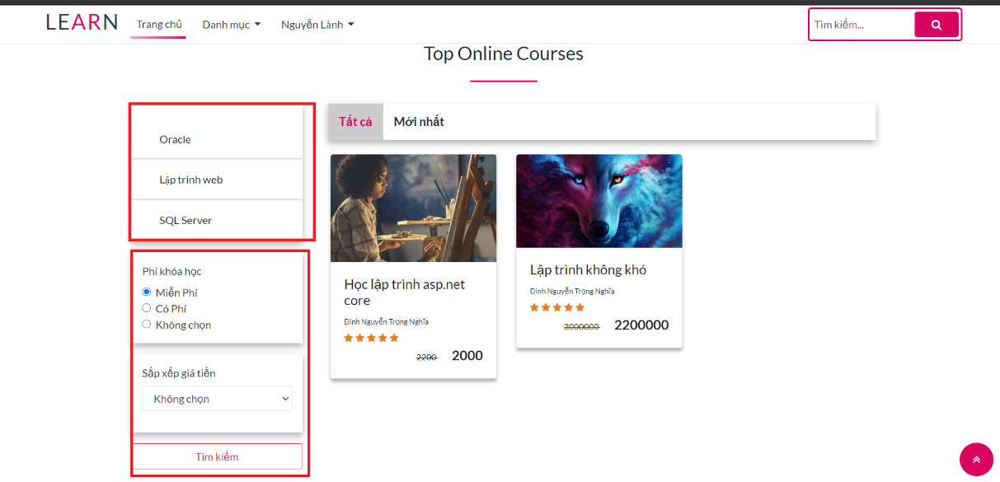 LEARN
Trang chủ
Danh mục
Nguyễn Lành
Tìm kiếm...
Top Online Courses
Oracle
Lập trình web
SQL Server
Phí khóa học
Miễn Phí
Có Phí
Không chọn
Sắp xếp giá tiền
Không chọn
Tìm kiếm
Tất cả
Mới nhất
Học lập trình asp.net
core
Đinh Nguyễn Trọng Nghĩa
2200
2000
Lập trình không khó
Đinh Nguyễn Trọng Nghĩa
3000000
2200000